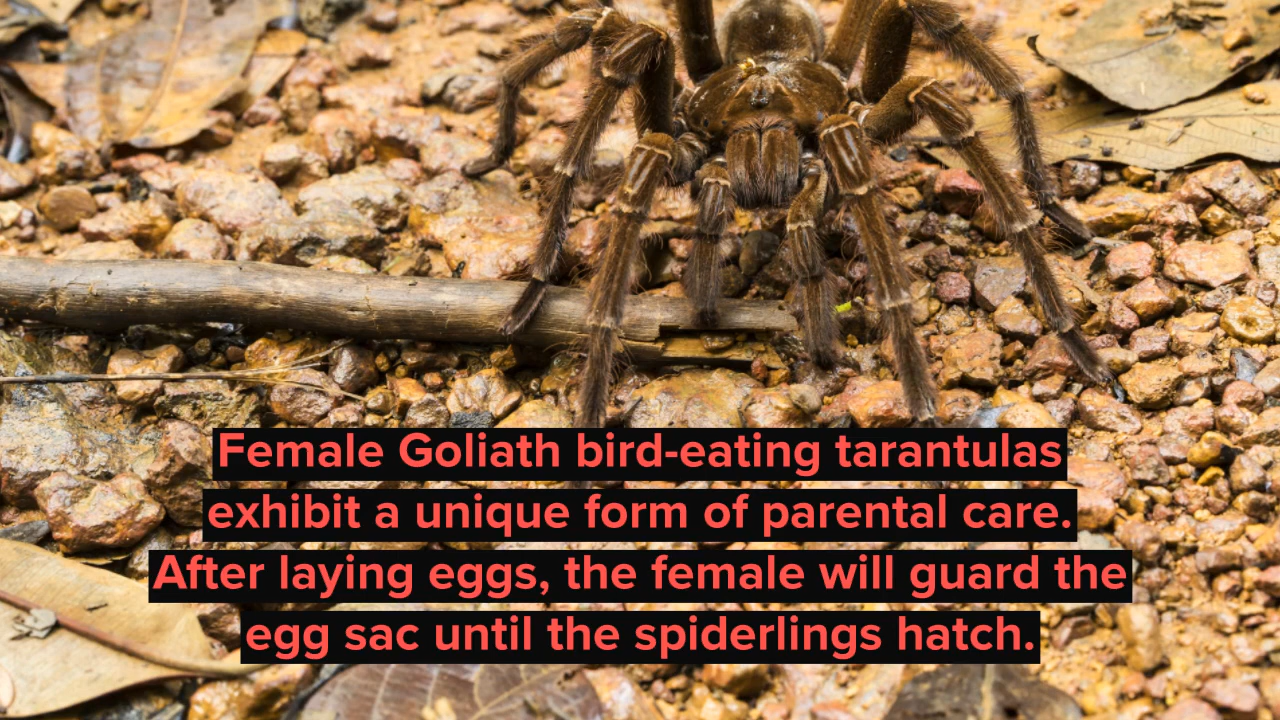 Female Goliath bird-eating tarantulas
exhibit a unique form of parental care.
After laying eggs, the female will guard the
egg sac until the spiderlings hatch.